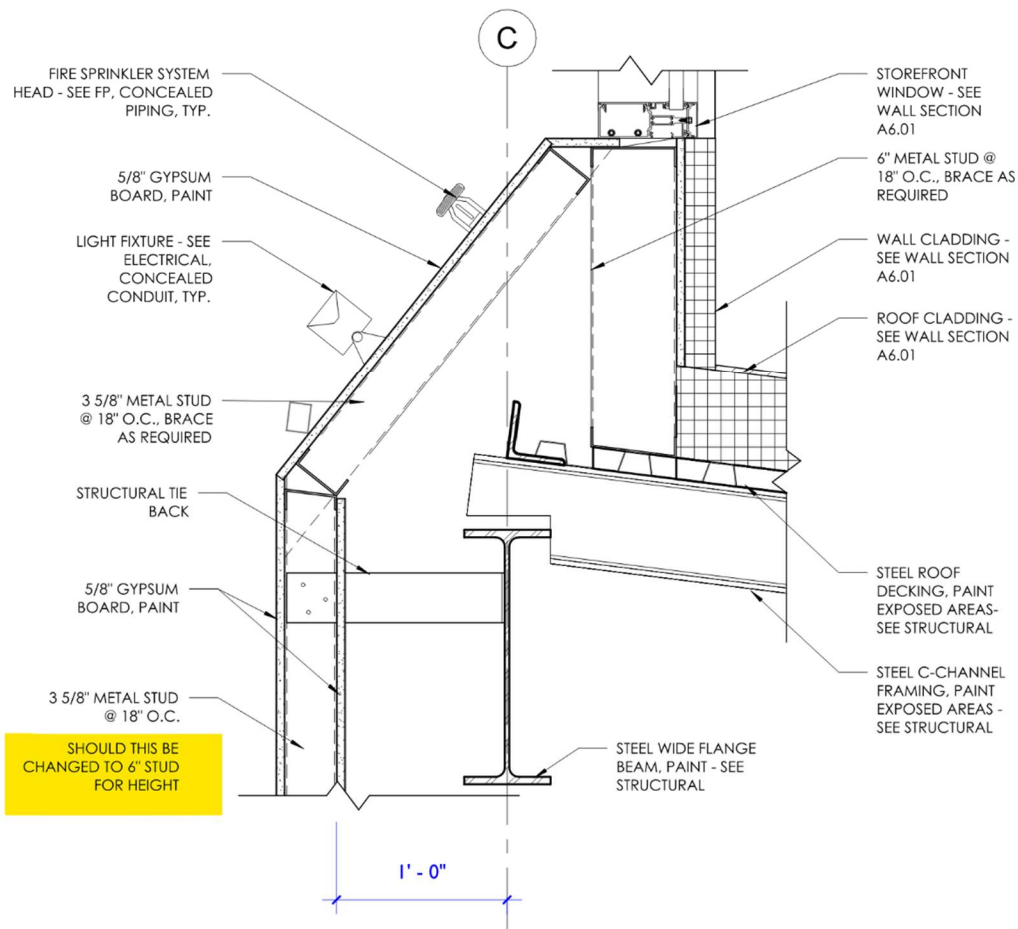 C
FIRE SPRINKLER SYSTEM
HEAD - SEE FP, CONCEALED
PIPING, TYP.
5/8" GYPSUM
BOARD, PAINT
LIGHT FIXTURE - SEE
ELECTRICAL,
CONCEALED
CONDUIT, TYP.
3 5/8" METAL STUD
@ 18" O.C., BRACE
AS REQUIRED
STRUCTURAL TIE
BACK
5/8" GYPSUM
BOARD, PAINT
3 5/8" METAL STUD
@ 18" O.C.
SHOULD THIS BE
CHANGED TO 6" STUD
FOR HEIGHT
STOREFRONT
WINDOW - SEE
WALL SECTION
A6.01
6" METAL STUD @
18" O.C., BRACE AS
REQUIRED
WALL CLADDING -
SEE WALL SECTION
A6.01
ROOF CLADDING -
SEE WALL SECTION
A6.01
STEEL ROOF
DECKING, PAINT
EXPOSED AREAS-
SEE STRUCTURAL
STEEL C-CHANNEL
FRAMING, PAINT
EXPOSED AREAS -
SEE STRUCTURAL
STEEL WIDE FLANGE
BEAM, PAINT - SEE
STRUCTURAL
1' - 0"